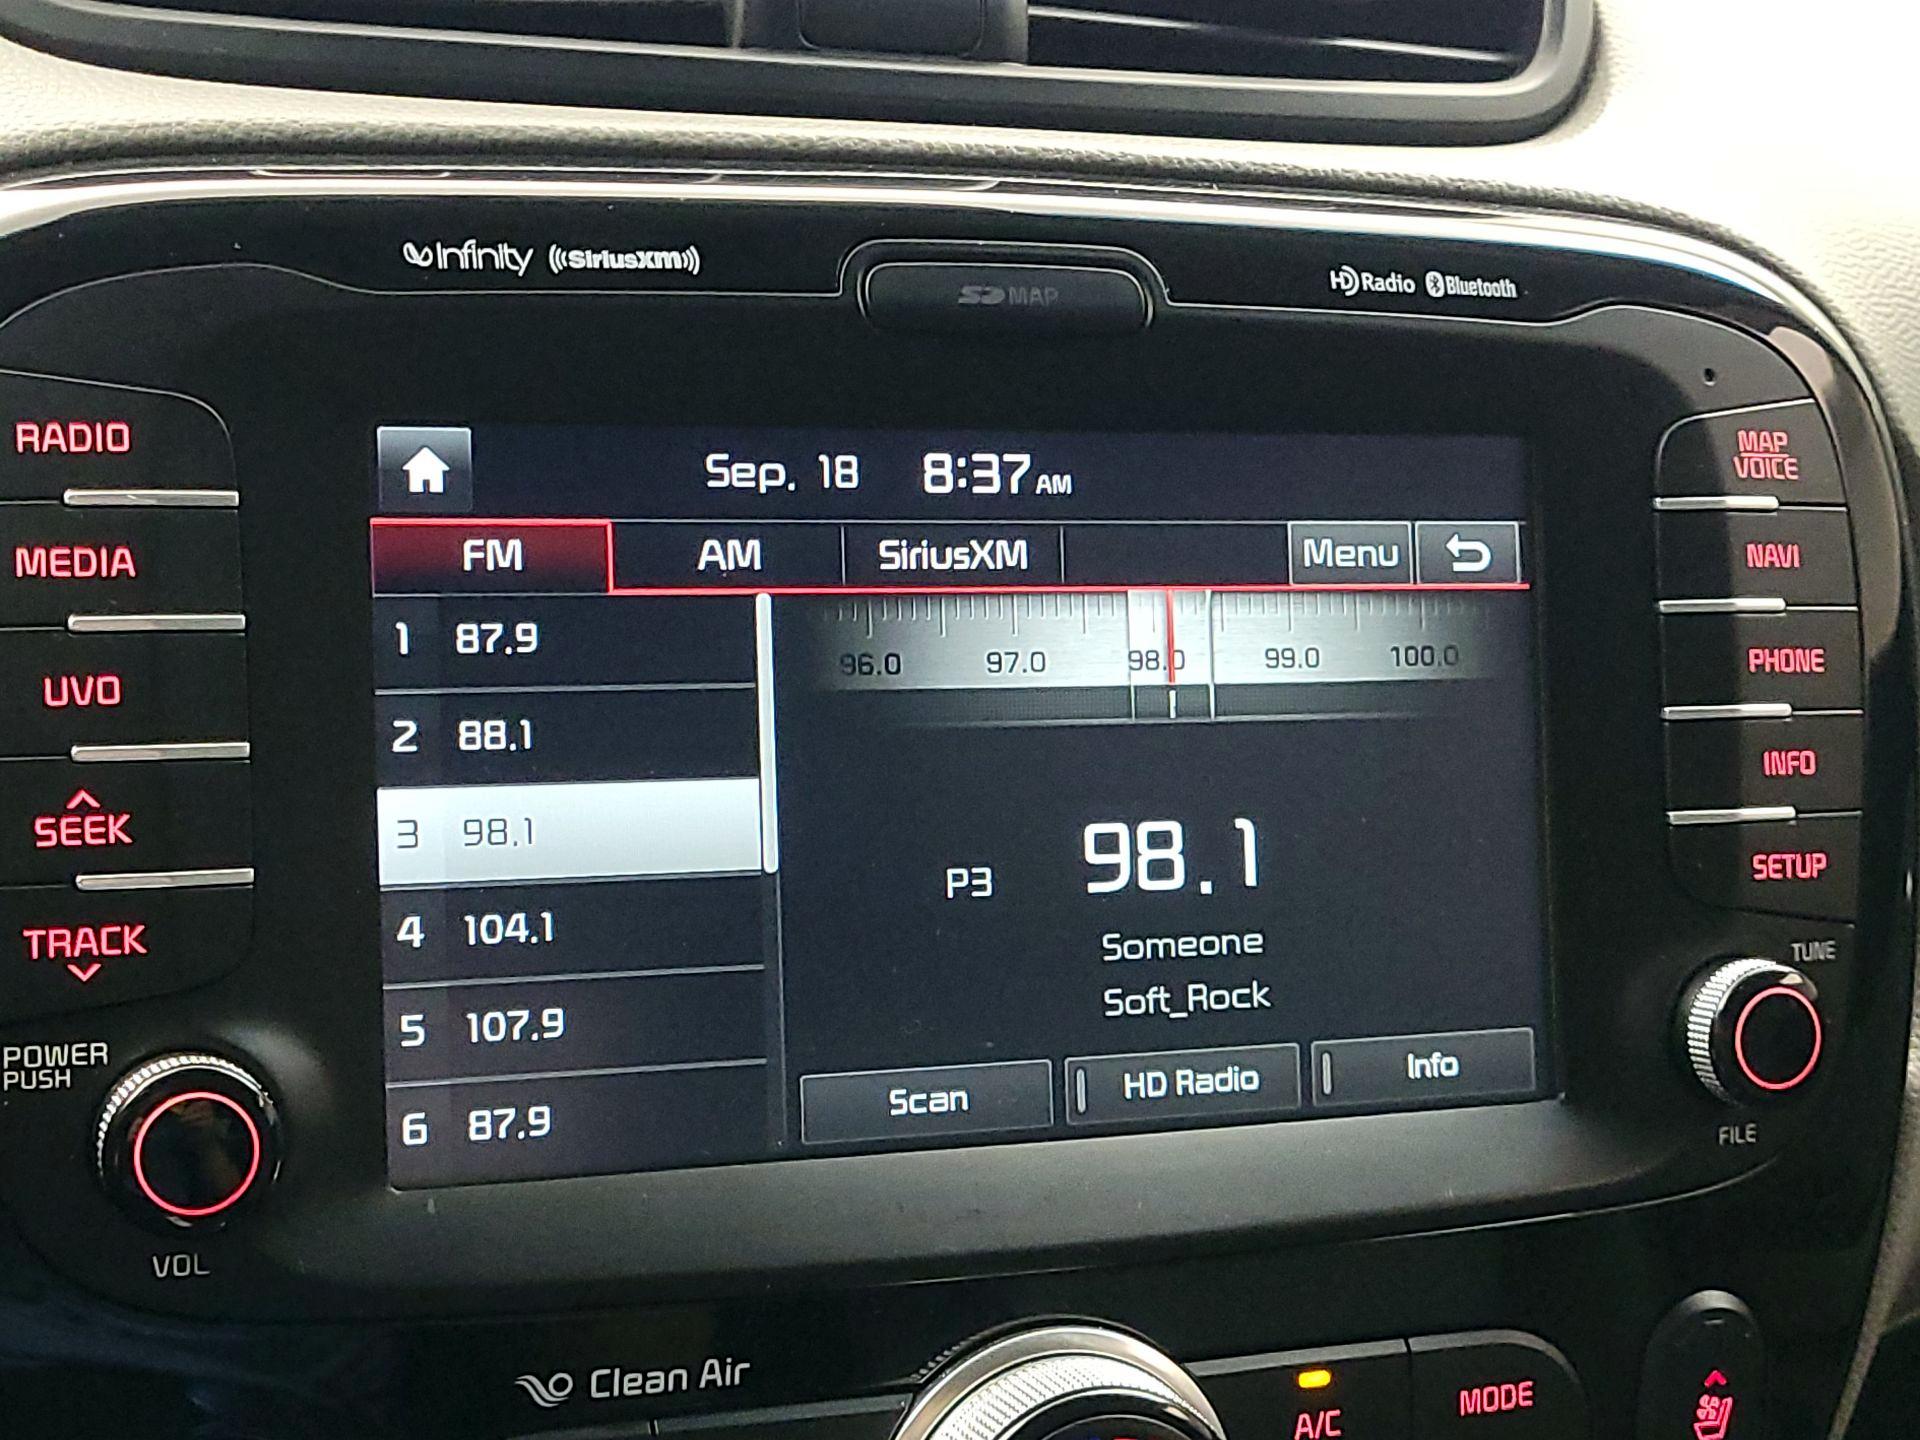 Infinity SiriusXM
SD MAP
HD Radio Bluetooth
RADIO
MEDIA
UVO
SEEK
TRACK
POWER
PUSH
VOL
Sep. 18 8:37 AM
FM AM SiriusXM Menu
1 87.9
2 88.1
3 98.1
4 104.1
5 107.9
6 87.9
96.0 97.0 98.0 99.0 100.0
P3 98.1
Someone
Soft_Rock
Scan HD Radio Info
MAP
VOICE
NAVI
PHONE
INFO
SETUP
TUNE
FILE
Clean Air
A/C
MODE